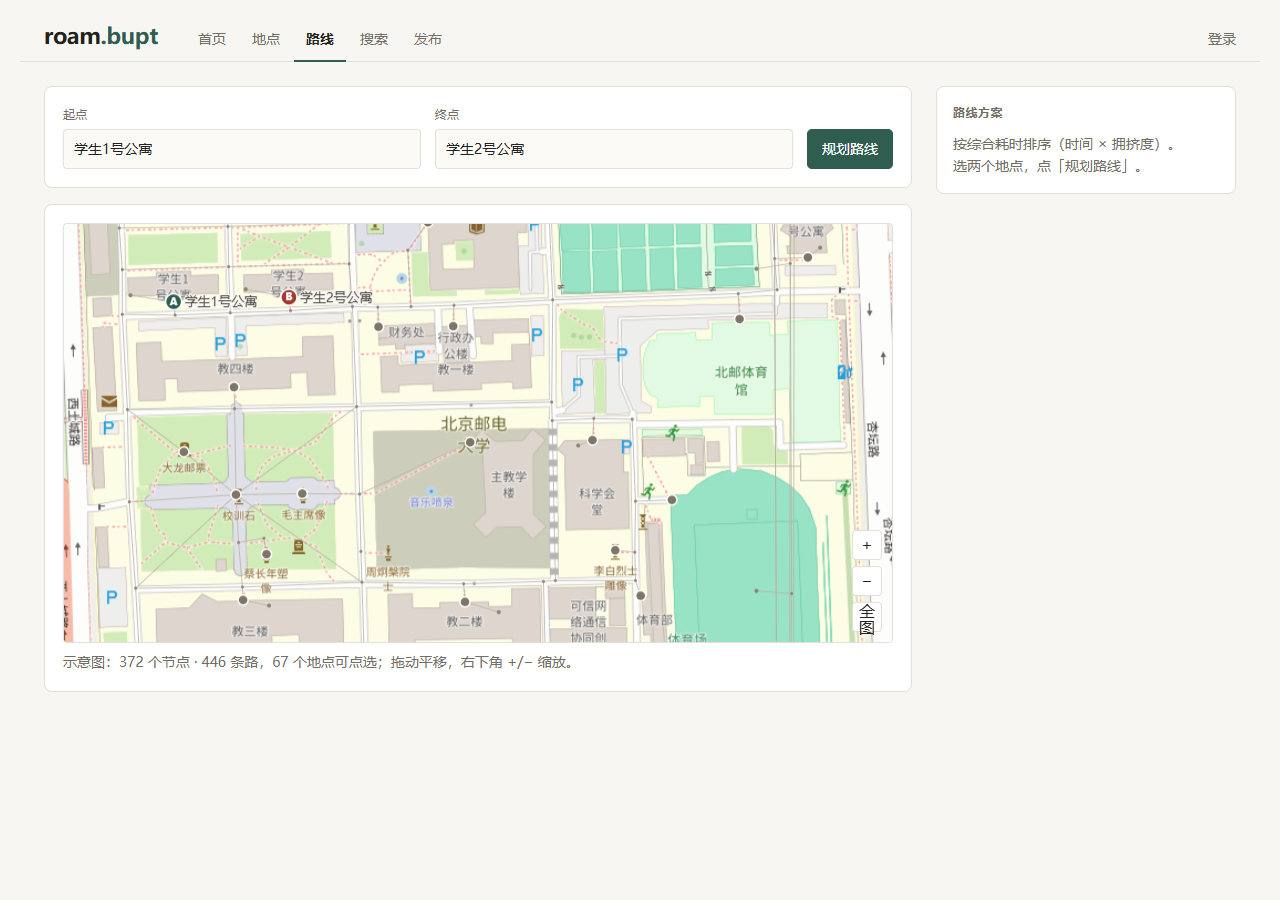 roam.bupt
首页
地点
路线
搜索
发布
登录
起点
终点
学生1号公寓
学生2号公寓
规划路线
路线方案
按综合耗时排序（时间 × 拥挤度）。
选两个地点，点「规划路线」。
号公寓
学生1
号公寓
学生2
号公寓
A 学生1号公寓
B 学生2号公寓
P
P
P
财务处
行政办
公楼
教一楼
P
P
教四楼
P
P
北邮体育
馆
西土城路
P
北京邮电
大学
P
杏坛路
大龙邮票
主教学
楼
科学会
堂
音乐喷泉
校训石
毛主席像
杏坛路
蔡长年塑
像
周炯槃院
士
李白烈士
雕像
P
教三楼
教二楼
可信网
络通信
协同创
体育部
体育场
+
−
全
图
示意图：372 个节点 · 446 条路，67 个地点可点选；拖动平移，右下角 +/− 缩放。